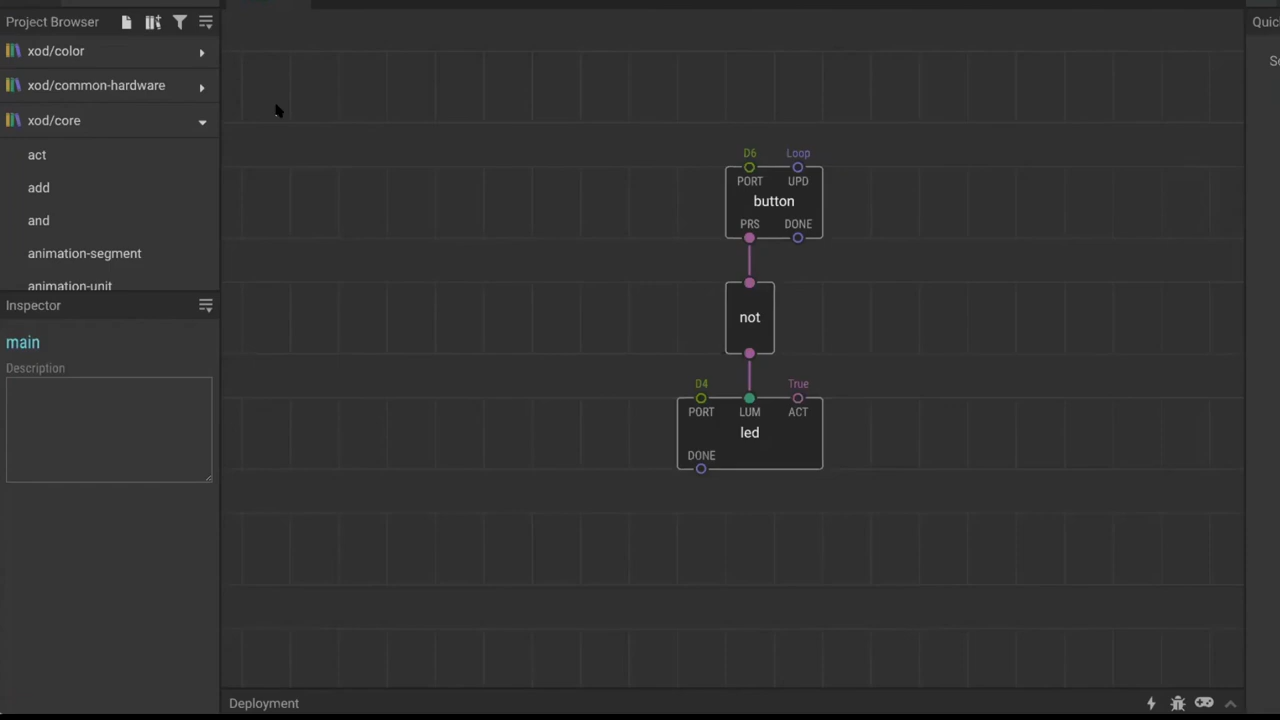 Project Browser
xod/color
xod/common-hardware
xod/core
act
add
and
animation-segment
animation-unit
Inspector
main
Description
D6 Loop
PORT UPD
button
PRS DONE
not
D4 True
PORT LUM ACT
led
DONE
Deployment